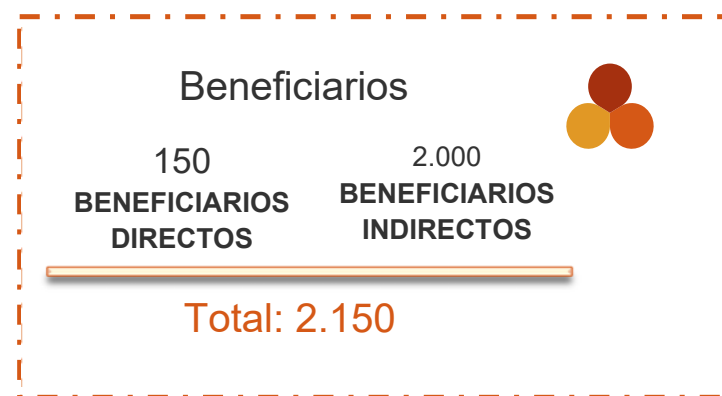 Beneficiarios
150
BENEFICIARIOS
DIRECTOS
2.000
BENEFICIARIOS
INDIRECTOS
Total: 2.150